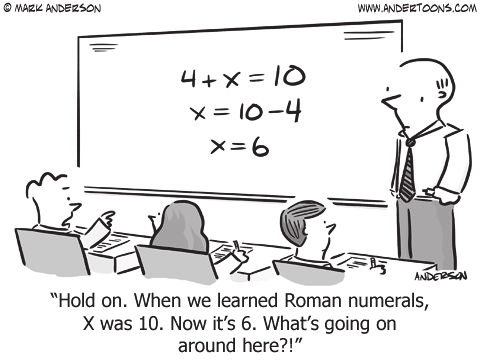 © MARK ANDERSON
WWW.ANDERTOONS.COM
4 + x = 10
x = 10 - 4
x = 6
ANDERSON
“Hold on. When we learned Roman numerals,
X was 10. Now it’s 6. What’s going on
around here?!”